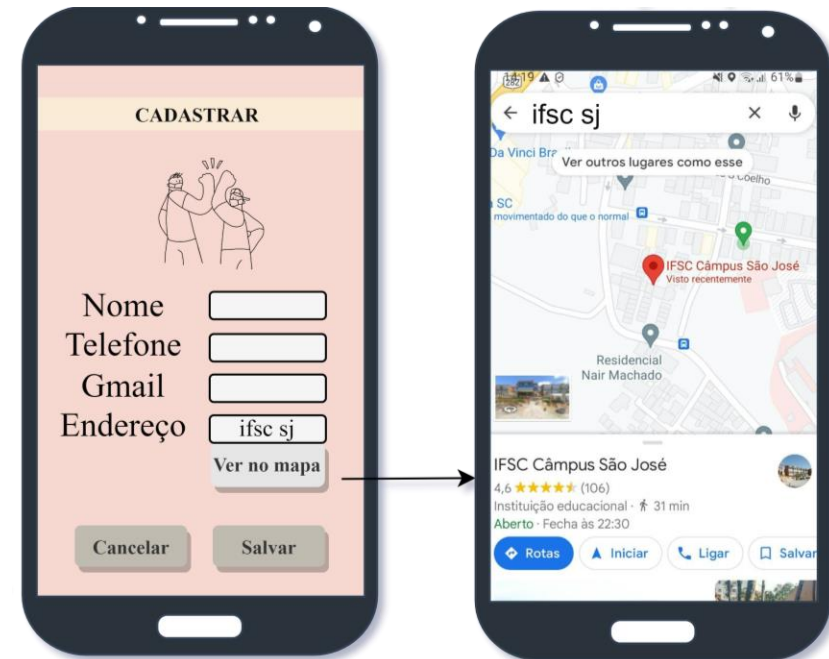 CADASTRAR
Nome
Telefone
Gmail
Endereço ifsc sj
Ver no mapa
Cancelar Salvar
282
14:19 61%
ifsc sj
Da Vinci
Ver outros lugares como esse
Coelho
SC
movimentado do que o normal
IFSC Câmpus São José
Visto recentemente
Residencial
Nair Machado
IFSC Câmpus São José
4,6 (106)
Instituição educacional · 31 min
Aberto · Fecha às 22:30
Rotas Iniciar Ligar Salvar